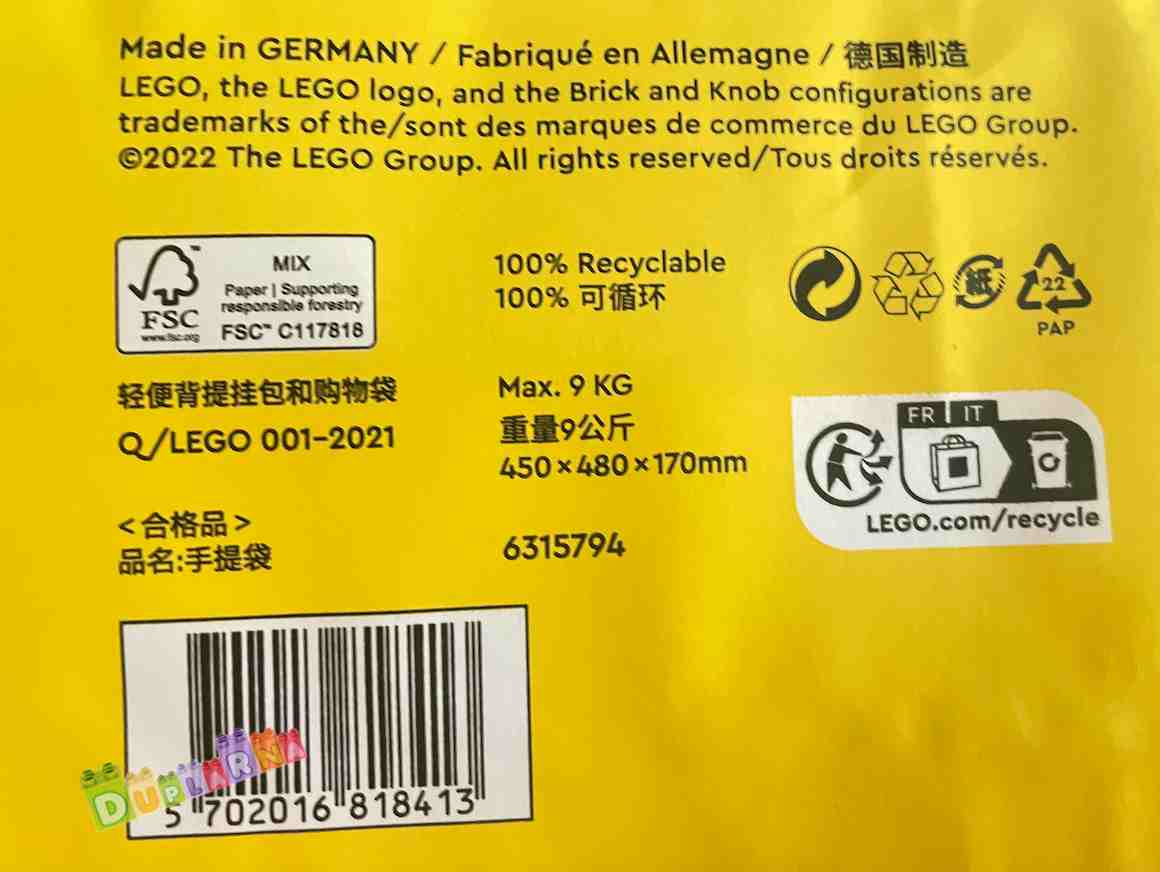 Made in GERMANY / Fabriqué en Allemagne / 德国制造
LEGO, the LEGO logo, and the Brick and Knob configurations are
trademarks of the/sont des marques de commerce du LEGO Group.
©2022 The LEGO Group. All rights reserved/Tous droits réservés.
MIX
Paper | Supporting
responsible forestry
FSC™ C117818
FSC
www.fsc.org
100% Recyclable
100% 可循环
紙
22
PAP
轻便背提挂包和购物袋
Q/LEGO 001-2021
Max. 9 KG
重量9公斤
450×480×170mm
FR IT
LEGO.com/recycle
<合格品>
品名:手提袋
6315794
DUPLARNA
5 702016 818413